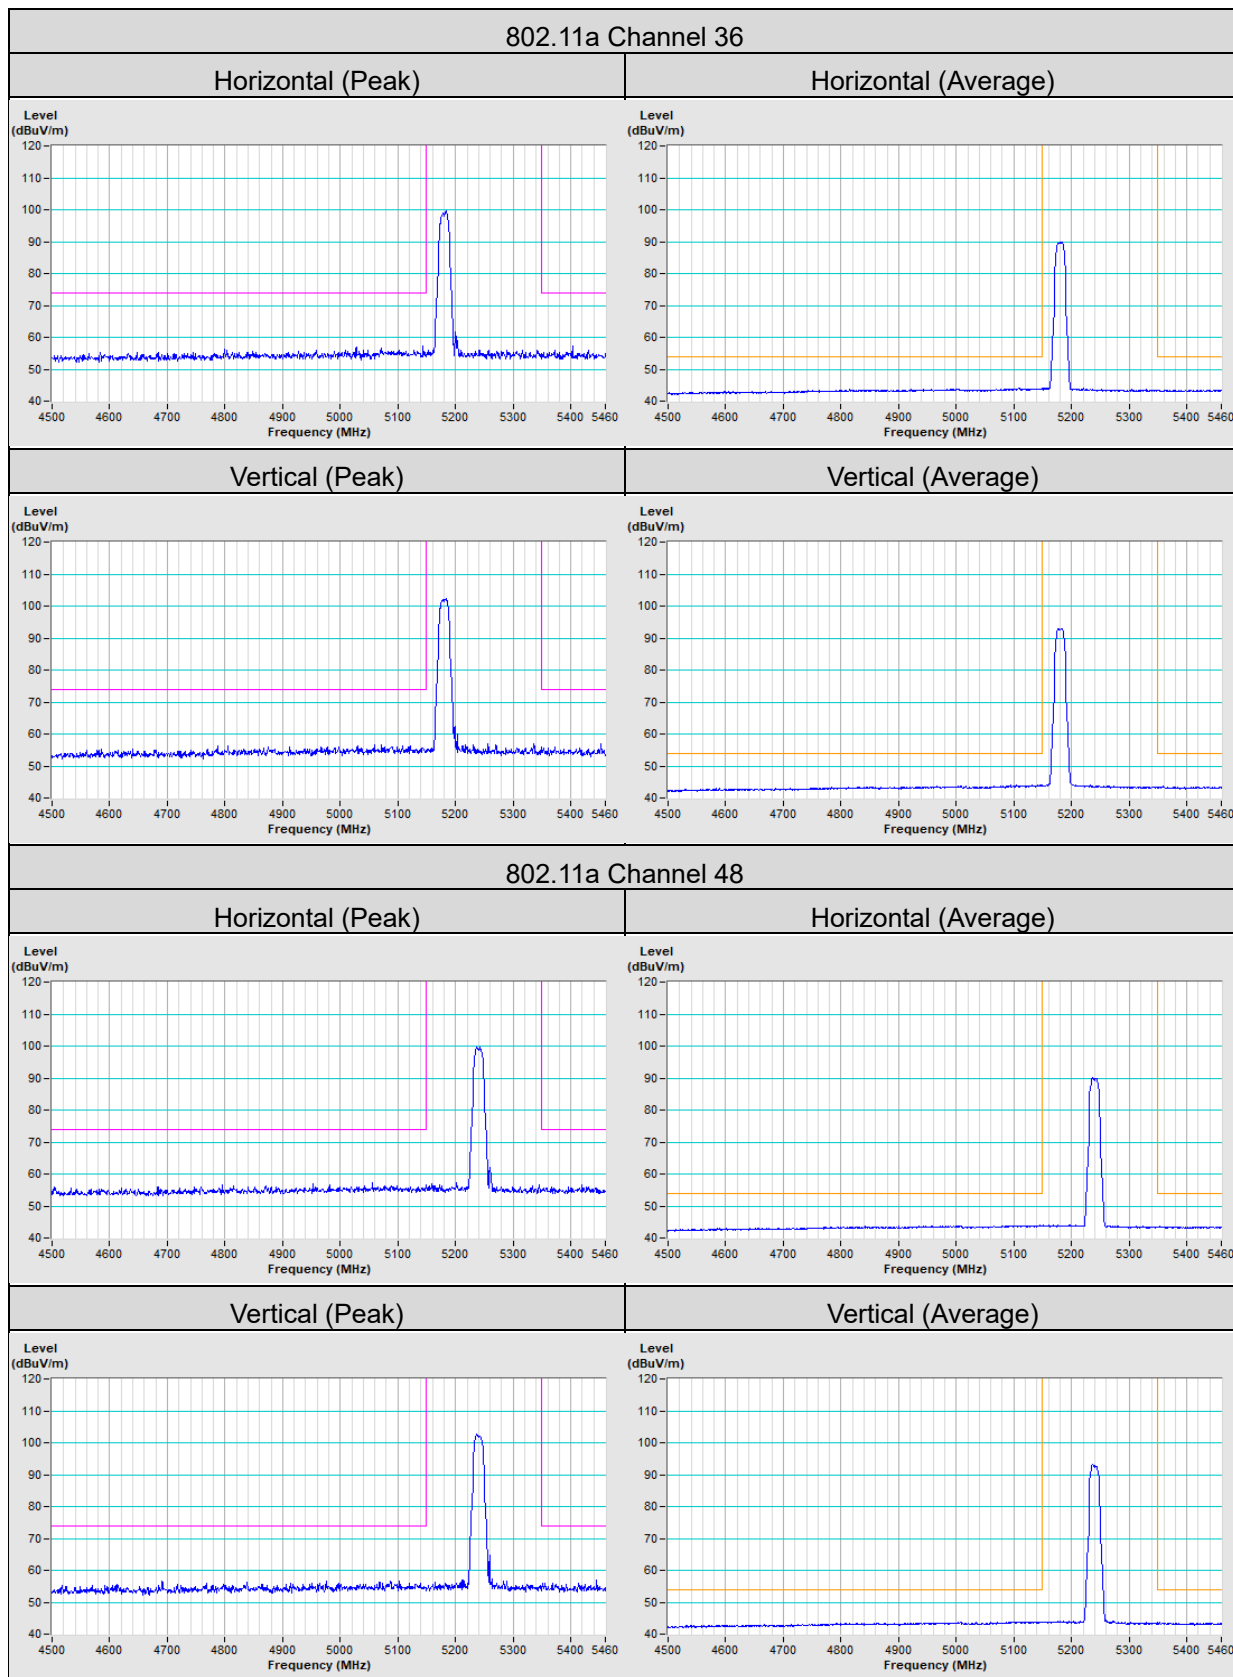 802.11a Channel 36
Horizontal (Peak) Horizontal (Average)
Level Level
(dBuV/m) (dBuV/m)
120 120
110 110
100 100
90 90
80 80
70 70
60 60
50 50
40 40
4500 4600 4700 4800 4900 5000 5100 5200 5300 5400 5460 4500 4600 4700 4800 4900 5000 5100 5200 5300 5400 5460
Frequency (MHz) Frequency (MHz)
Vertical (Peak) Vertical (Average)
Level Level
(dBuV/m) (dBuV/m)
120 120
110 110
100 100
90 90
80 80
70 70
60 60
50 50
40 40
4500 4600 4700 4800 4900 5000 5100 5200 5300 5400 5460 4500 4600 4700 4800 4900 5000 5100 5200 5300 5400 5460
Frequency (MHz) Frequency (MHz)
802.11a Channel 48
Horizontal (Peak) Horizontal (Average)
Level Level
(dBuV/m) (dBuV/m)
120 120
110 110
100 100
90 90
80 80
70 70
60 60
50 50
40 40
4500 4600 4700 4800 4900 5000 5100 5200 5300 5400 5460 4500 4600 4700 4800 4900 5000 5100 5200 5300 5400 5460
Frequency (MHz) Frequency (MHz)
Vertical (Peak) Vertical (Average)
Level Level
(dBuV/m) (dBuV/m)
120 120
110 110
100 100
90 90
80 80
70 70
60 60
50 50
40 40
4500 4600 4700 4800 4900 5000 5100 5200 5300 5400 5460 4500 4600 4700 4800 4900 5000 5100 5200 5300 5400 5460
Frequency (MHz) Frequency (MHz)